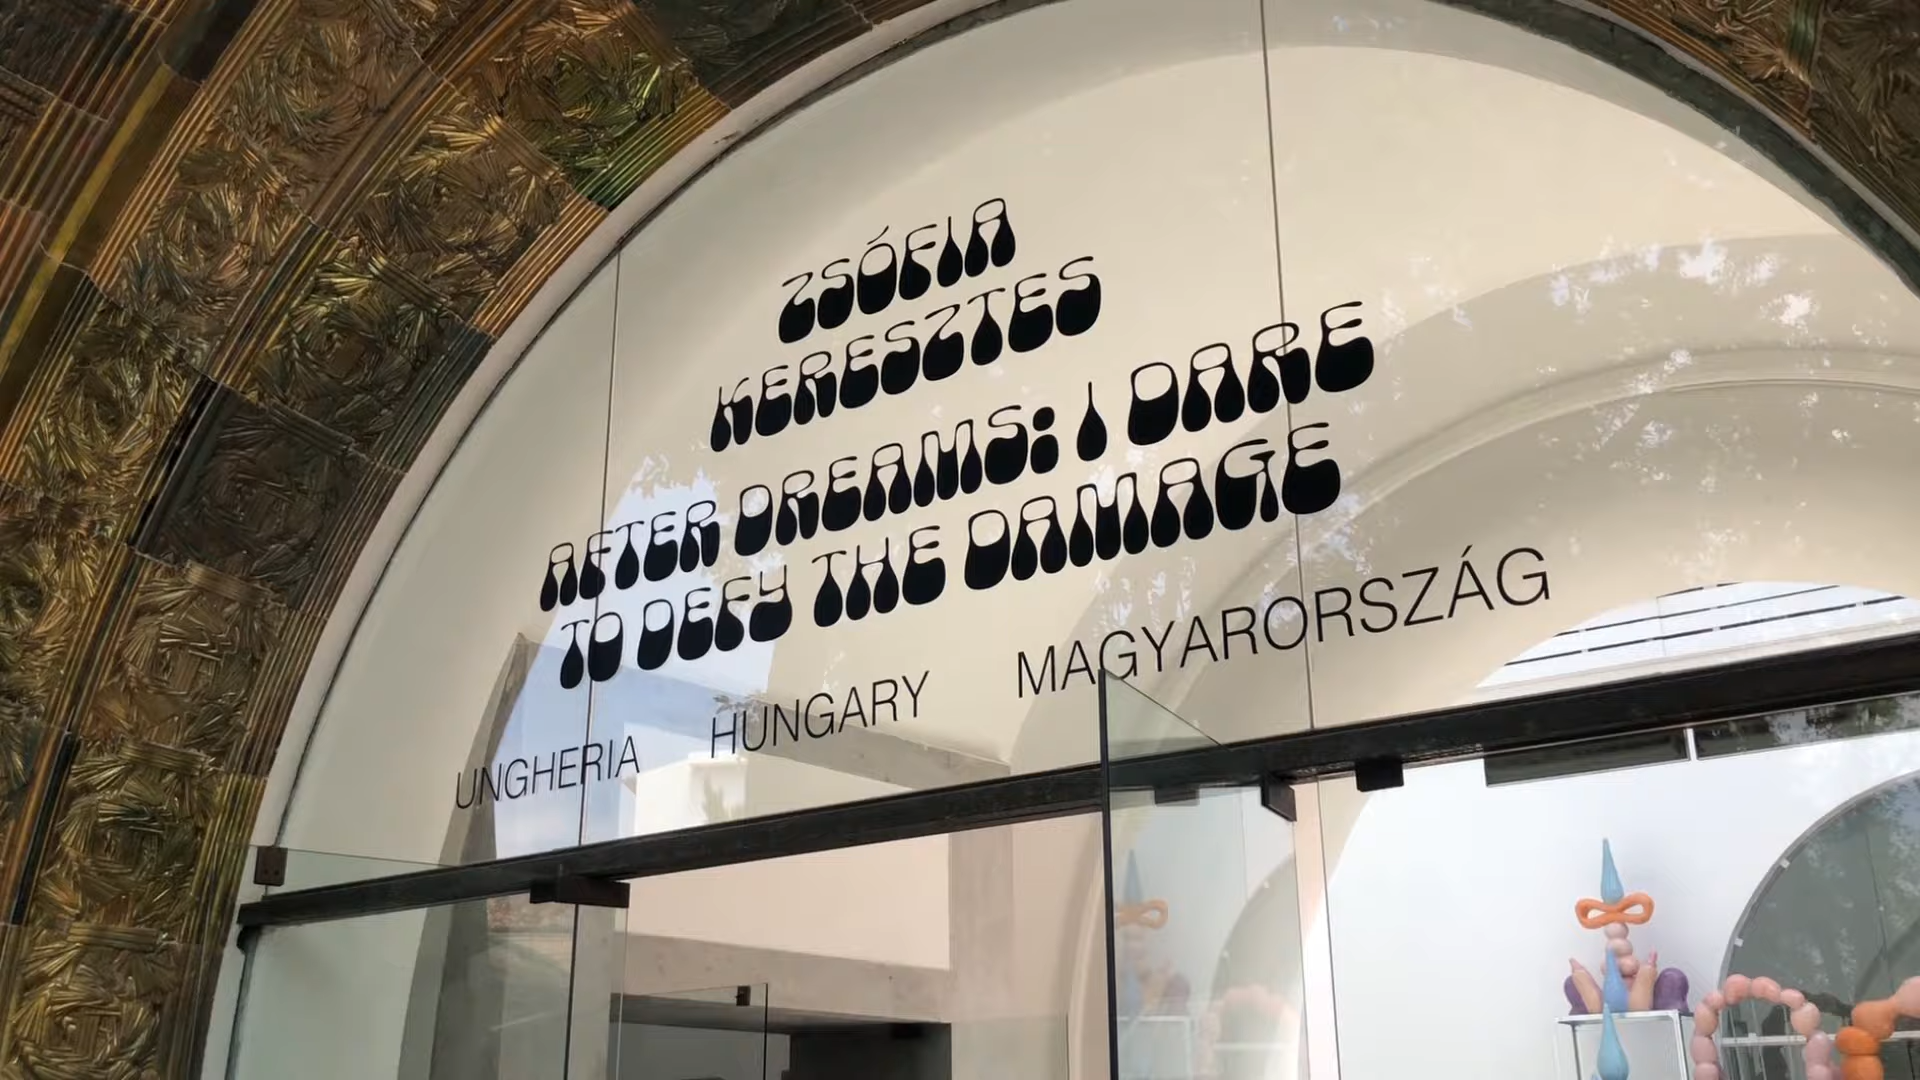 ZSÓFIA
KERESZTES
AFTER DREAMS: I DARE
TO DEFY THE DAMAGE
UNGHERIA HUNGARY MAGYARORSZÁG